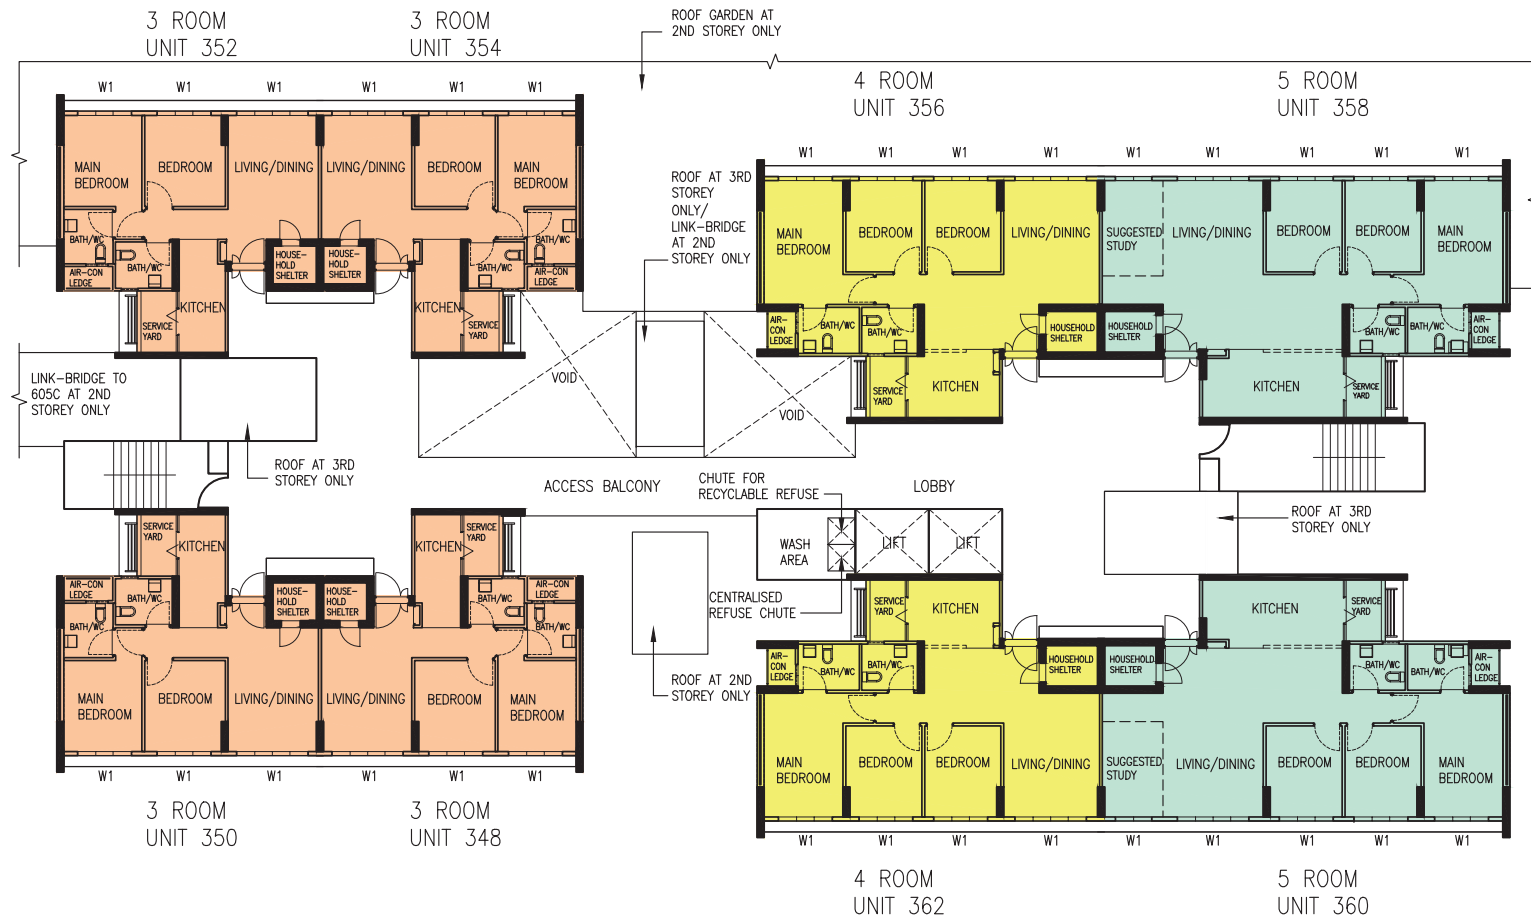 3 ROOM
UNIT 352
3 ROOM
UNIT 354
ROOF GARDEN AT
2ND STOREY ONLY
4 ROOM
UNIT 356
5 ROOM
UNIT 358
W1
W1
W1
W1
W1
W1
MAIN
BEDROOM
BEDROOM
LIVING/DINING
LIVING/DINING
BEDROOM
MAIN
BEDROOM
BATH/WC
BATH/WC
AIR-CON
LEDGE
HOUSE-
HOLD
SHELTER
HOUSE-
HOLD
SHELTER
BATH/WC
BATH/WC
AIR-CON
LEDGE
KITCHEN
SERVICE
YARD
KITCHEN
SERVICE
YARD
ROOF AT 3RD
STOREY
ONLY/
LINK-BRIDGE
AT 2ND
STOREY ONLY
W1
W1
W1
W1
W1
W1
W1
W1
MAIN
BEDROOM
BEDROOM
BEDROOM
LIVING/DINING
SUGGESTED
STUDY
LIVING/DINING
BEDROOM
BEDROOM
MAIN
BEDROOM
AIR-
CON
LEDGE
BATH/WC
BATH/WC
HOUSEHOLD
SHELTER
HOUSEHOLD
SHELTER
BATH/WC
BATH/WC
AIR-
CON
LEDGE
SERVICE
YARD
KITCHEN
KITCHEN
SERVICE
YARD
LINK-BRIDGE TO
605C AT 2ND
STOREY ONLY
VOID
VOID
ROOF AT 3RD
STOREY ONLY
ACCESS BALCONY
CHUTE FOR
RECYCLABLE REFUSE
LOBBY
ROOF AT 3RD
STOREY ONLY
WASH
AREA
LIFT
LIFT
CENTRALISED
REFUSE CHUTE
ROOF AT 2ND
STOREY ONLY
SERVICE
YARD
KITCHEN
KITCHEN
SERVICE
YARD
AIR-CON
LEDGE
BATH/WC
BATH/WC
HOUSE-
HOLD
SHELTER
HOUSE-
HOLD
SHELTER
BATH/WC
AIR-CON
LEDGE
BATH/WC
MAIN
BEDROOM
BEDROOM
LIVING/DINING
LIVING/DINING
BEDROOM
MAIN
BEDROOM
W1
W1
W1
W1
W1
W1
SERVICE
YARD
KITCHEN
KITCHEN
SERVICE
YARD
AIR-
CON
LEDGE
BATH/WC
BATH/WC
HOUSEHOLD
SHELTER
HOUSEHOLD
SHELTER
BATH/WC
BATH/WC
AIR-
CON
LEDGE
MAIN
BEDROOM
BEDROOM
BEDROOM
LIVING/DINING
SUGGESTED
STUDY
LIVING/DINING
BEDROOM
BEDROOM
MAIN
BEDROOM
W1
W1
W1
W1
W1
W1
W1
W1
3 ROOM
UNIT 350
3 ROOM
UNIT 348
4 ROOM
UNIT 362
5 ROOM
UNIT 360